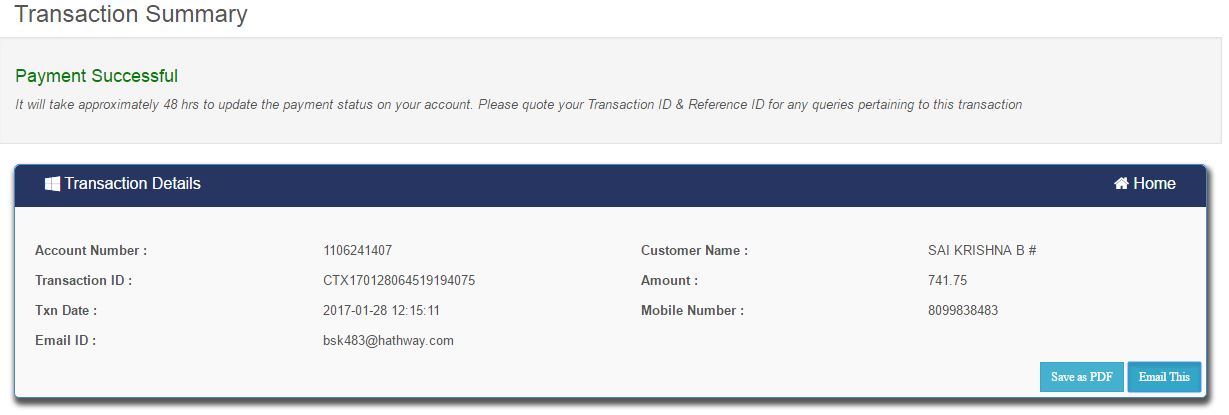 Transaction Summary
Payment Successful
It will take approximately 48 hrs to update the payment status on your account. Please quote your Transaction ID & Reference ID for any queries pertaining to this transaction
Transaction Details Home
Account Number : 1106241407 Customer Name : SAI KRISHNA B #
Transaction ID : CTX170128064519194075 Amount : 741.75
Txn Date : 2017-01-28 12:15:11 Mobile Number : 8099838483
Email ID : bsk483@hathway.com
Save as PDF Email This